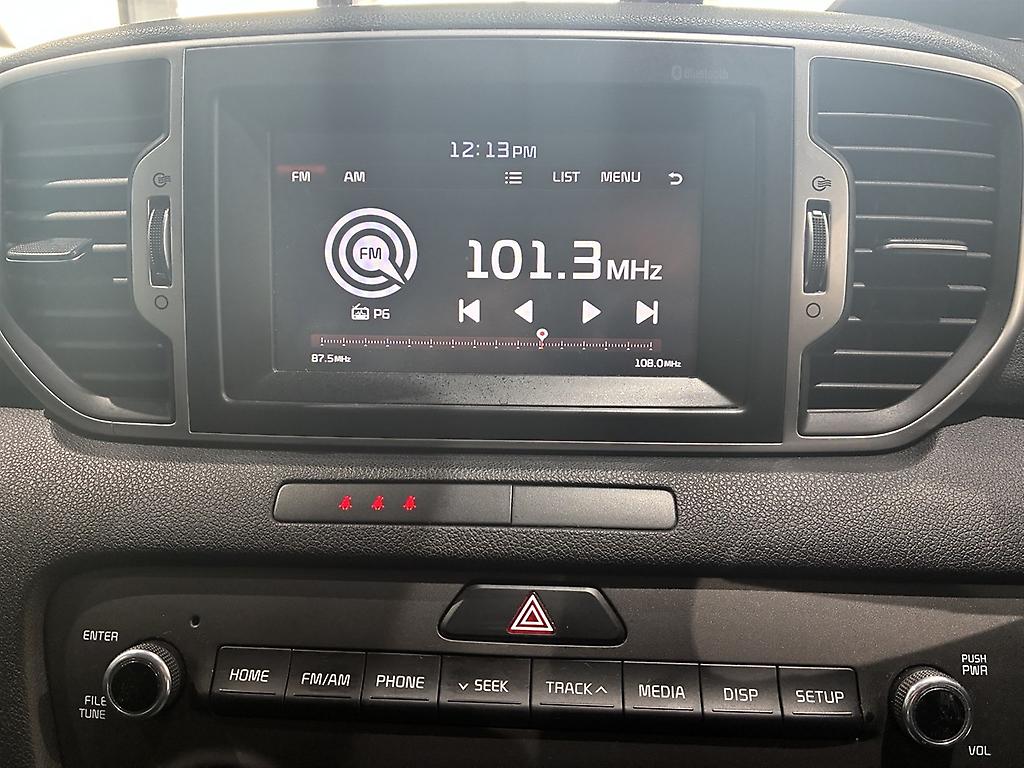 Bluetooth
12:13PM
FM AM LIST MENU
FM
101.3MHz
P6
87.5MHz 108.0MHz
ENTER
FILE
TUNE
HOME FM/AM PHONE SEEK TRACK MEDIA DISP SETUP
PUSH
PWR
VOL